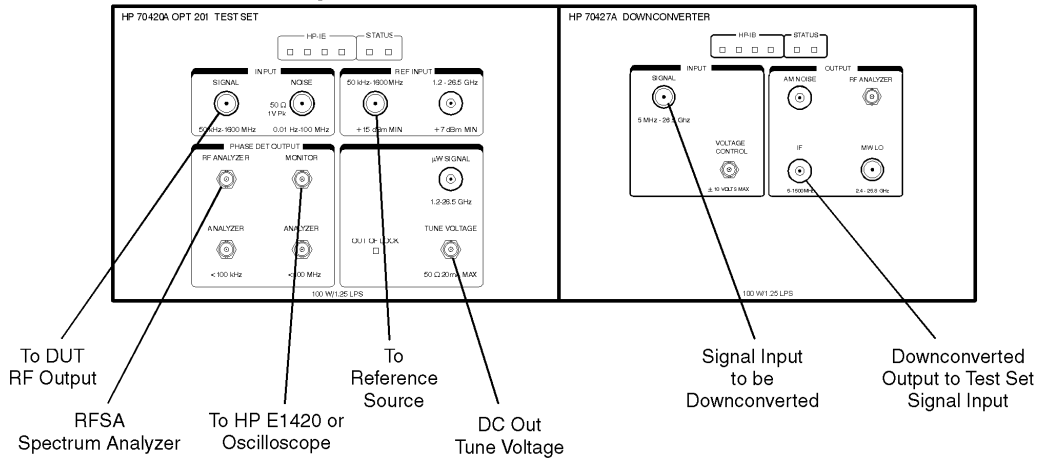 HP 70420A OPT 201 TEST SET
HP 70427A DOWNCONVERTER
HP-IB
STATUS
HP-IB
STATUS
INPUT
REF INPUT
SIGNAL
NOISE
50 kHz-1600 MHz
1.2 - 26.5 GHz
50 Ω
1V Pk
50 kHz-1600 MHz
0.01 Hz-100 MHz
+15 dBm MIN
+7 dBm MIN
PHASE DET OUTPUT
RF ANALYZER
MONITOR
μW SIGNAL
1.2-26.5 GHz
ANALYZER
ANALYZER
OUT OF LOCK
TUNE VOLTAGE
<100 kHz
<100 MHz
50 Ω 20mA MAX
100 W/1.25 LPS
INPUT
OUTPUT
SIGNAL
AM NOISE
RF ANALYZER
5 MHz - 26.5 Ghz
VOLTAGE
CONTROL
IF
MW LO
± 10 VOLTS MAX
5-1500MHz
2.4 - 26.8 GHz
100 W/1.25 LPS
To DUT
RF Output
RFSA
Spectrum Analyzer
To HP E1420 or
Oscilloscope
To
Reference
Source
DC Out
Tune Voltage
Signal Input
to be
Downconverted
Downconverted
Output to Test Set
Signal Input